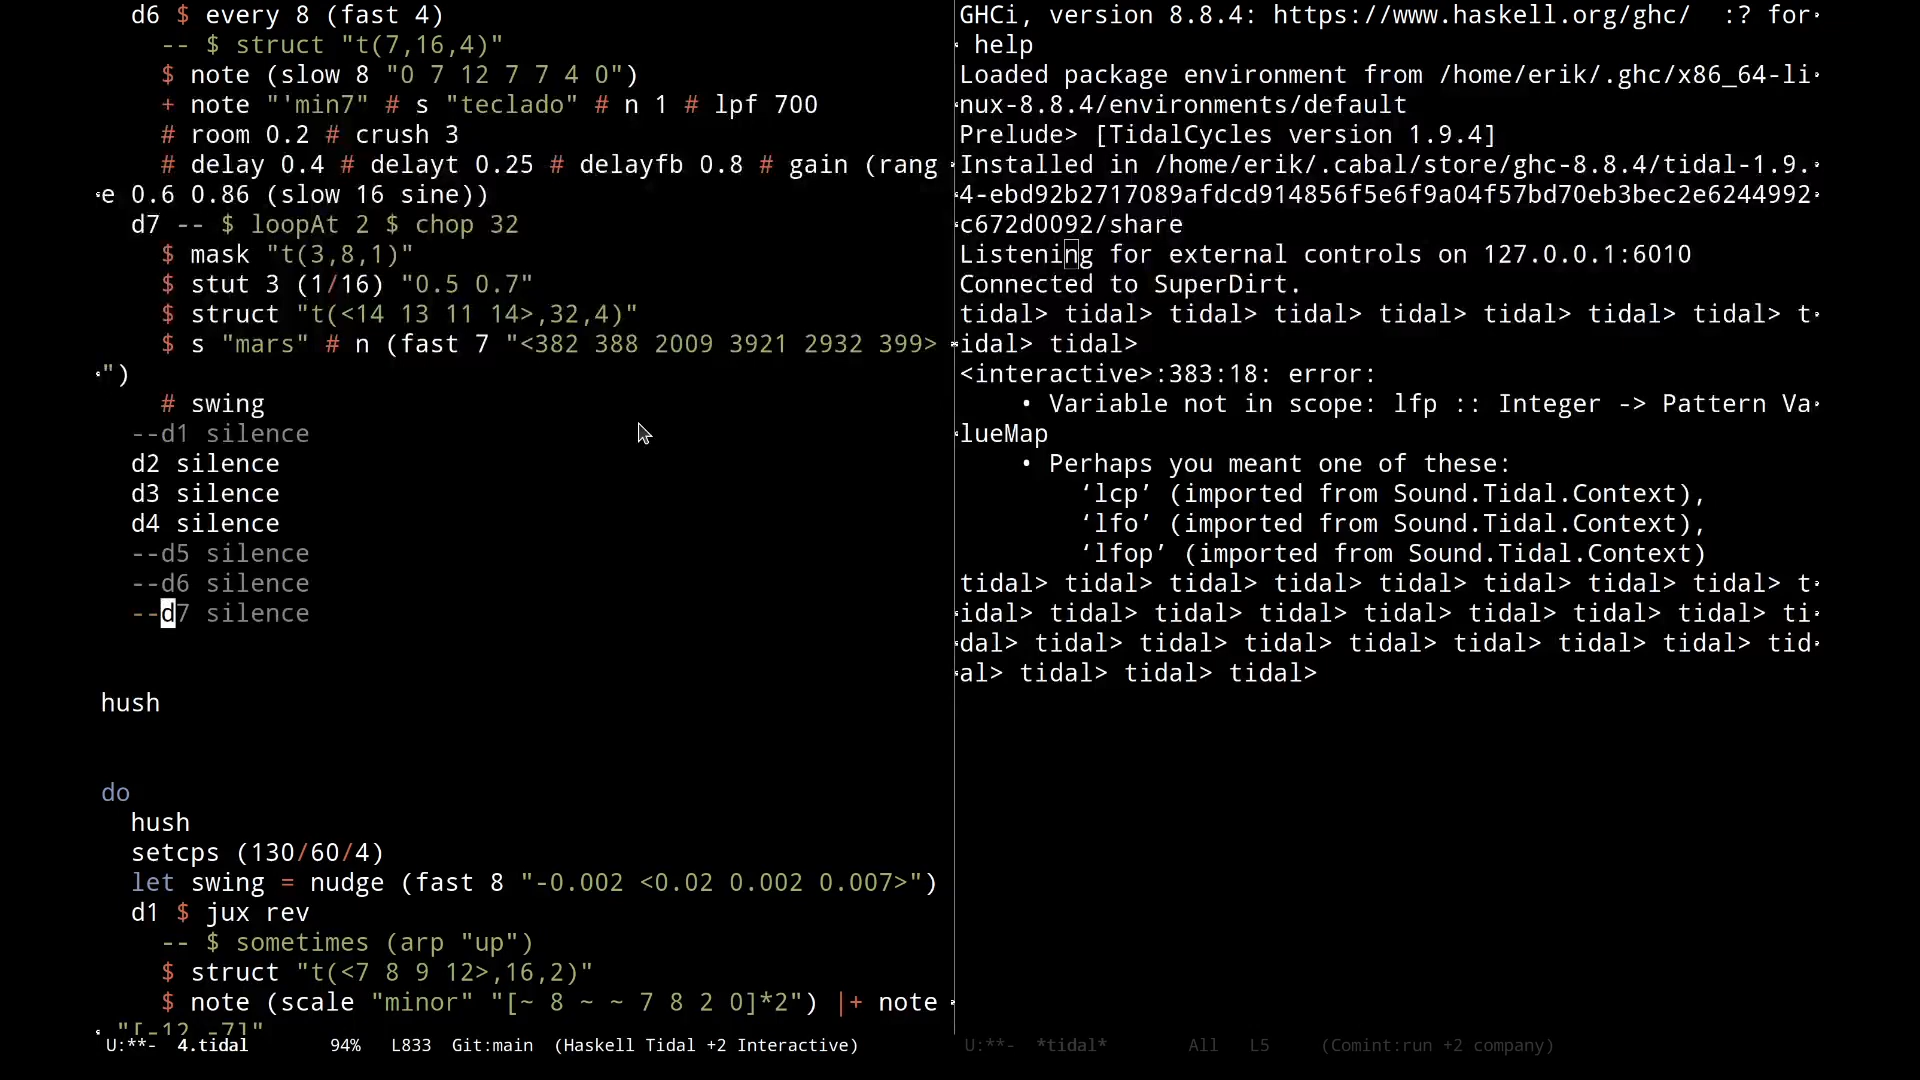 d6 $ every 8 (fast 4)
-- $ struct "t(7,16,4)"
$ note (slow 8 "0 7 12 7 7 4 0")
+ note "'min7" # s "teclado" # n 1 # lpf 700
# room 0.2 # crush 3
# delay 0.4 # delayt 0.25 # delayfb 0.8 # gain (rang
e 0.6 0.86 (slow 16 sine))
d7 -- $ loopAt 2 $ chop 32
$ mask "t(3,8,1)"
$ stut 3 (1/16) "0.5 0.7"
$ struct "t(<14 13 11 14>,32,4)"
$ s "mars" # n (fast 7 "<382 388 2009 3921 2932 399>
")
# swing
--d1 silence
d2 silence
d3 silence
d4 silence
--d5 silence
--d6 silence
--d7 silence
hush
do
hush
setcps (130/60/4)
let swing = nudge (fast 8 "-0.002 <0.02 0.002 0.007>")
d1 $ jux rev
-- $ sometimes (arp "up")
$ struct "t(<7 8 9 12>,16,2)"
$ note (scale "minor" "[~ 8 ~ ~ 7 8 2 0]*2") |+ note
"[-12 -7]"
U:**-  4.tidal       94%   L833  Git:main  (Haskell Tidal +2 Interactive)
GHCi, version 8.8.4: https://www.haskell.org/ghc/  :? for
help
Loaded package environment from /home/erik/.ghc/x86_64-li
nux-8.8.4/environments/default
Prelude> [TidalCycles version 1.9.4]
Installed in /home/erik/.cabal/store/ghc-8.8.4/tidal-1.9.
4-ebd92b2717089afdcd914856f5e6f9a04f57bd70eb3bec2e6244992
c672d0092/share
Listening for external controls on 127.0.0.1:6010
Connected to SuperDirt.
tidal> tidal> tidal> tidal> tidal> tidal> tidal> tidal> t
idal> tidal>
<interactive>:383:18: error:
• Variable not in scope: lfp :: Integer -> Pattern Va
lueMap
• Perhaps you meant one of these:
‘lcp’ (imported from Sound.Tidal.Context),
‘lfo’ (imported from Sound.Tidal.Context),
‘lfop’ (imported from Sound.Tidal.Context)
tidal> tidal> tidal> tidal> tidal> tidal> tidal> tidal> t
idal> tidal> tidal> tidal> tidal> tidal> tidal> tidal> ti
dal> tidal> tidal> tidal> tidal> tidal> tidal> tidal> tid
al> tidal> tidal> tidal>
U:**-  *tidal*       All   L5     (Comint:run +2 company)